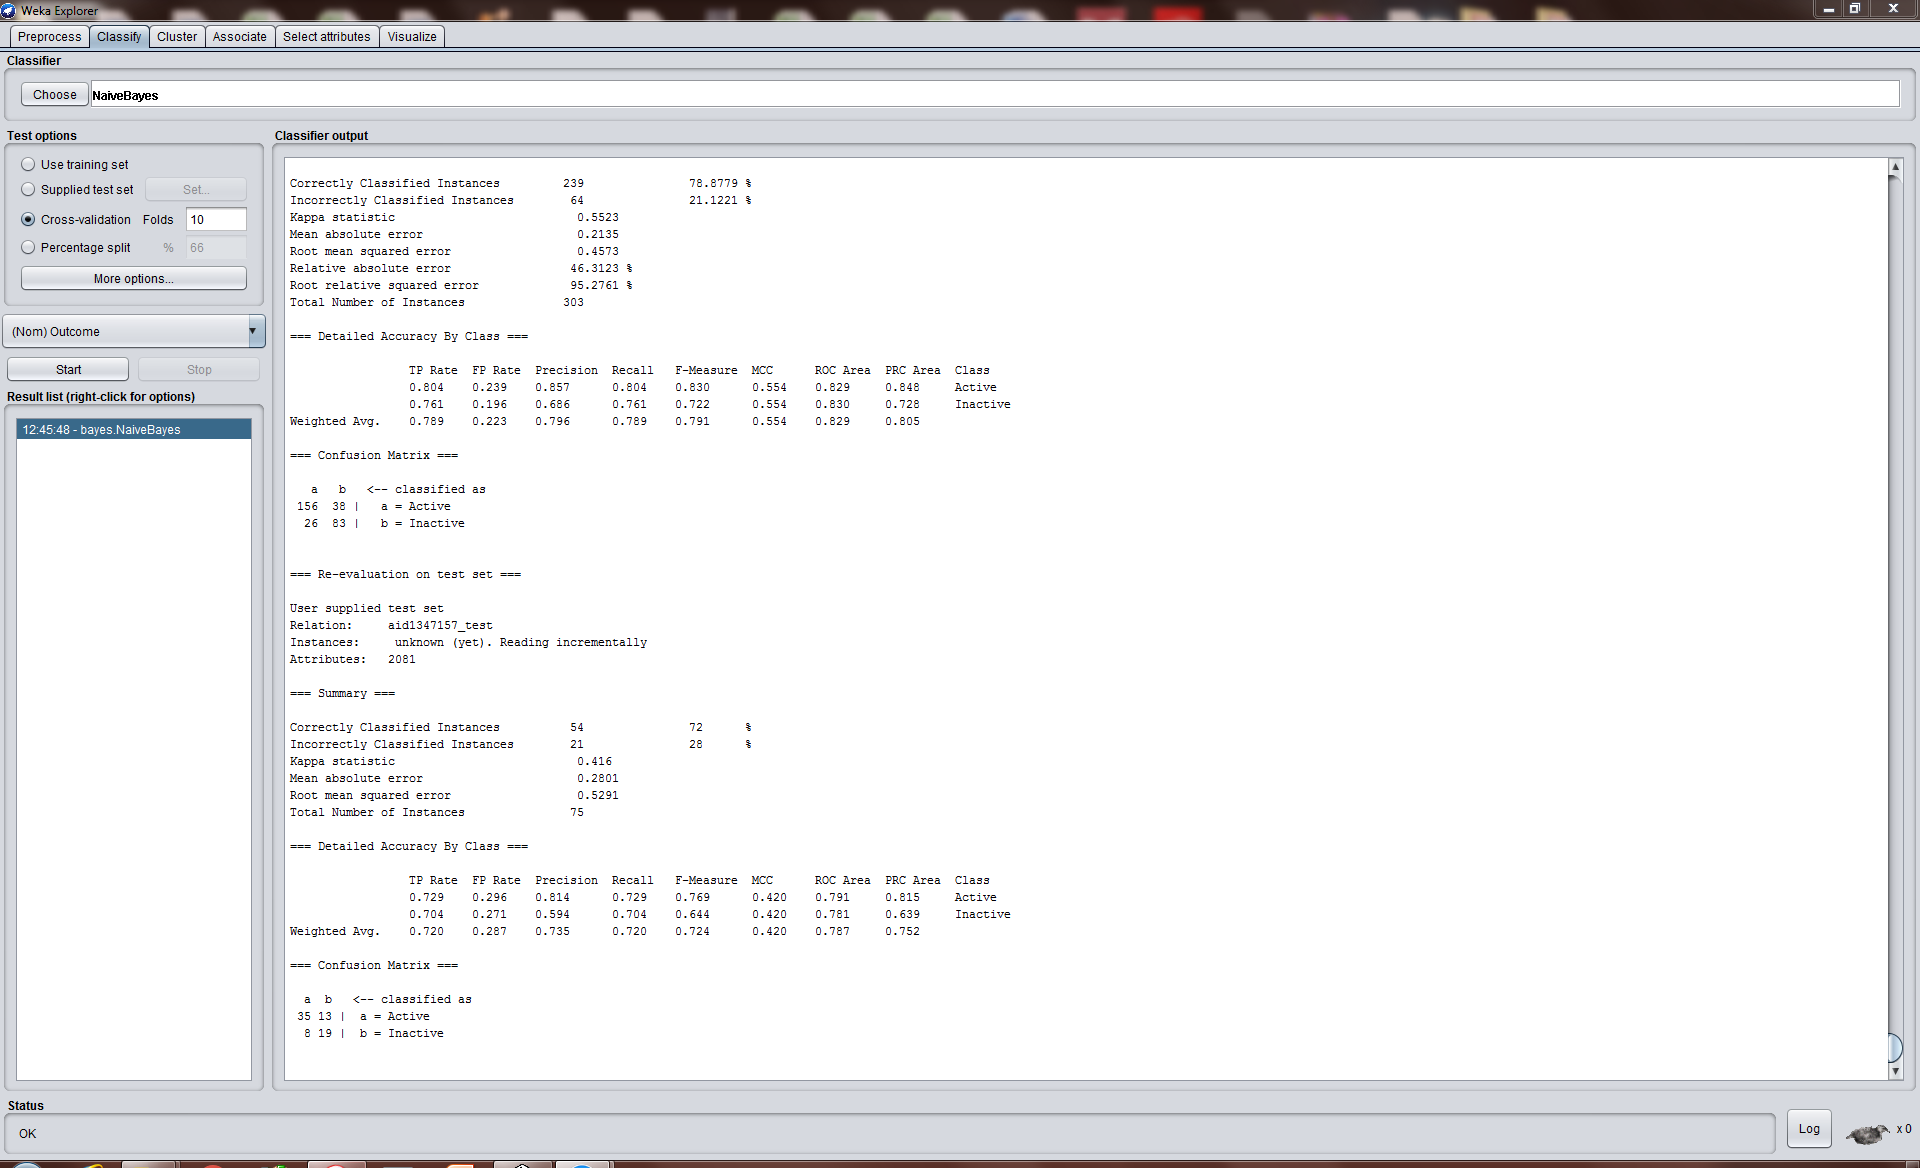 Weka Explorer
Preprocess Classify Cluster Associate Select attributes Visualize
Classifier
Choose NaiveBayes
Test options
Use training set
Supplied test set Set...
Cross-validation Folds 10
Percentage split % 66
More options...
(Nom) Outcome
Start Stop
Result list (right-click for options)
12:45:48 - bayes.NaiveBayes
Classifier output
Correctly Classified Instances 239 78.8779 %
Incorrectly Classified Instances 64 21.1221 %
Kappa statistic 0.5523
Mean absolute error 0.2135
Root mean squared error 0.4573
Relative absolute error 46.3123 %
Root relative squared error 95.2761 %
Total Number of Instances 303
=== Detailed Accuracy By Class ===
TP Rate FP Rate Precision Recall F-Measure MCC ROC Area PRC Area Class
0.804 0.239 0.857 0.804 0.830 0.554 0.829 0.848 Active
0.761 0.196 0.686 0.761 0.722 0.554 0.830 0.728 Inactive
Weighted Avg. 0.789 0.223 0.796 0.789 0.791 0.554 0.829 0.805
=== Confusion Matrix ===
a b <-- classified as
156 38 | a = Active
26 83 | b = Inactive
=== Re-evaluation on test set ===
User supplied test set
Relation: aid1347157_test
Instances: unknown (yet). Reading incrementally
Attributes: 2081
=== Summary ===
Correctly Classified Instances 54 72 %
Incorrectly Classified Instances 21 28 %
Kappa statistic 0.416
Mean absolute error 0.2801
Root mean squared error 0.5291
Total Number of Instances 75
=== Detailed Accuracy By Class ===
TP Rate FP Rate Precision Recall F-Measure MCC ROC Area PRC Area Class
0.729 0.296 0.814 0.729 0.769 0.420 0.791 0.815 Active
0.704 0.271 0.594 0.704 0.644 0.420 0.781 0.639 Inactive
Weighted Avg. 0.720 0.287 0.735 0.720 0.724 0.420 0.787 0.752
=== Confusion Matrix ===
a b <-- classified as
35 13 | a = Active
8 19 | b = Inactive
Status
OK
Log x 0